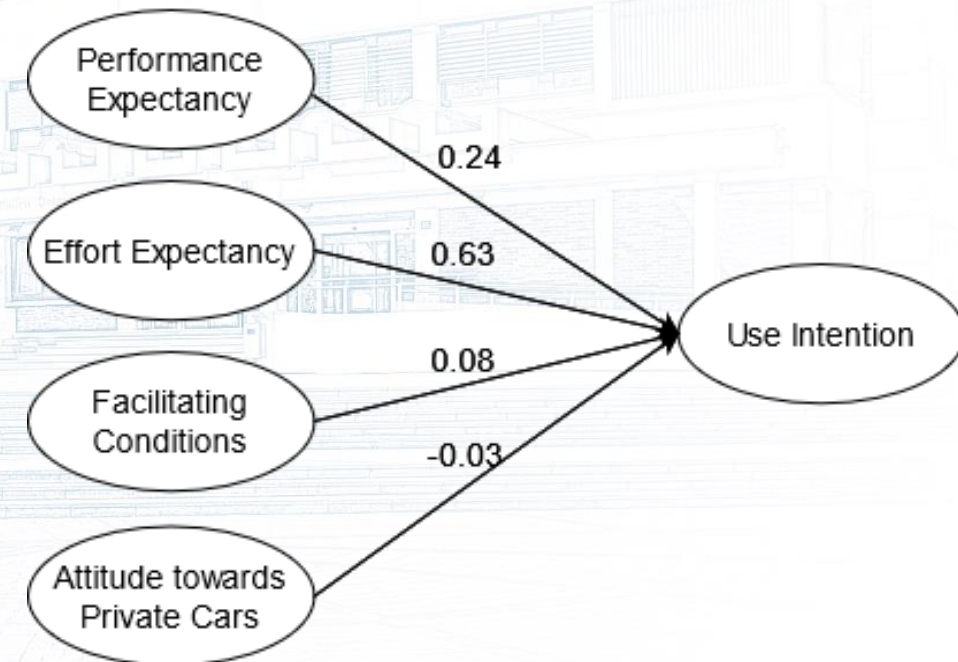 Performance
Expectancy
0.24
Effort Expectancy
0.63
Use Intention
0.08
Facilitating
Conditions
-0.03
Attitude towards
Private Cars